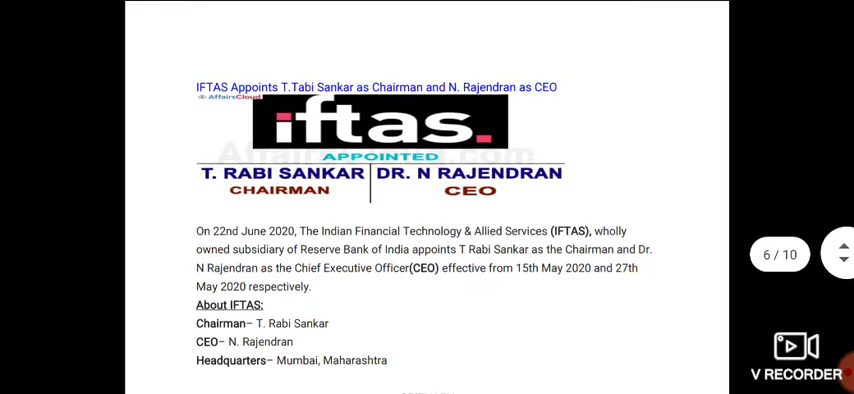 IFTAS Appoints T.Tabi Sankar as Chairman and N. Rajendran as CEO
AffairsCloud
iftas.
APPOINTED
T. RABI SANKAR
CHAIRMAN
DR. N RAJENDRAN
CEO
On 22nd June 2020, The Indian Financial Technology & Allied Services (IFTAS), wholly
owned subsidiary of Reserve Bank of India appoints T Rabi Sankar as the Chairman and Dr.
N Rajendran as the Chief Executive Officer(CEO) effective from 15th May 2020 and 27th
May 2020 respectively.
About IFTAS:
Chairman– T. Rabi Sankar
CEO– N. Rajendran
Headquarters– Mumbai, Maharashtra
6 / 10
V RECORDER